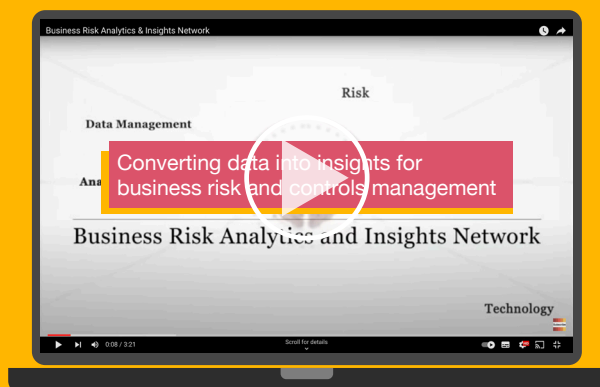 Business Risk Analytics & Insights Network
Risk
Data Management
Converting data into insights for
business risk and controls management
Ana
Business Risk Analytics and Insights Network
Technology
0:08 / 3:21
Scroll for details